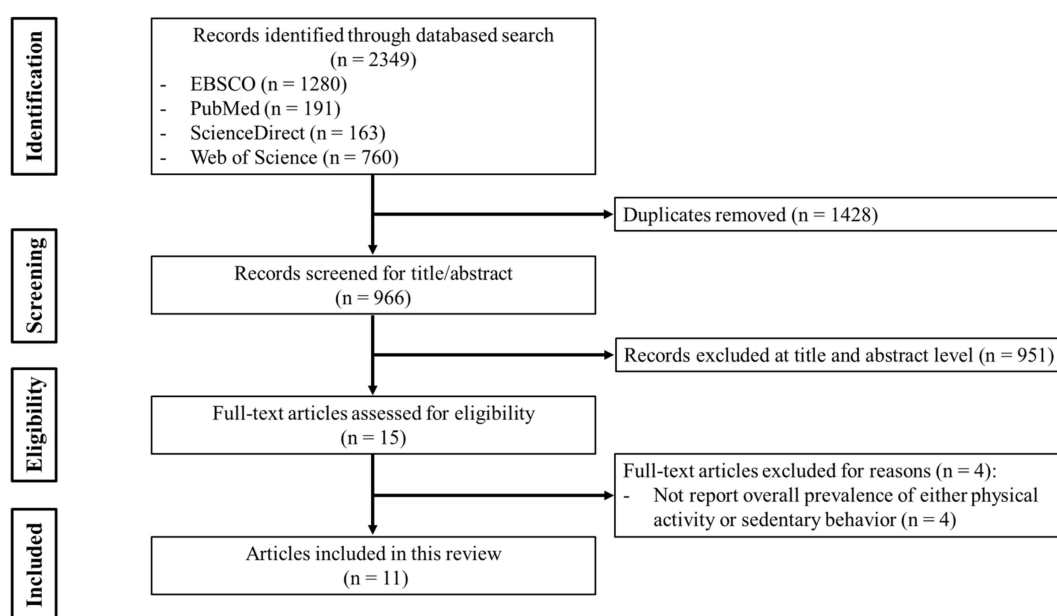 Identification
Records identified through databased search
(n = 2349)
- EBSCO (n = 1280)
- PubMed (n = 191)
- ScienceDirect (n = 163)
- Web of Science (n = 760)
Duplicates removed (n = 1428)
Screening
Records screened for title/abstract
(n = 966)
Records excluded at title and abstract level (n = 951)
Eligibility
Full-text articles assessed for eligibility
(n = 15)
Full-text articles excluded for reasons (n = 4):
- Not report overall prevalence of either physical
activity or sedentary behavior (n = 4)
Included
Articles included in this review
(n = 11)